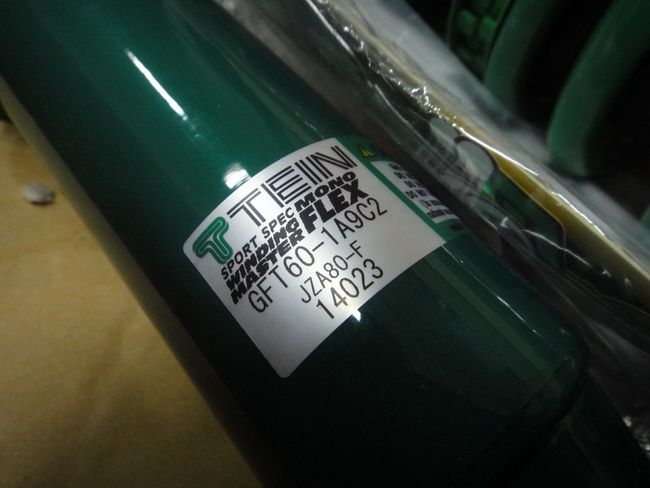 TEIN
SPORT SPEC MONO
WINDING FLEX
MASTER
GFT60-1A9C2
JZA80-F
14023